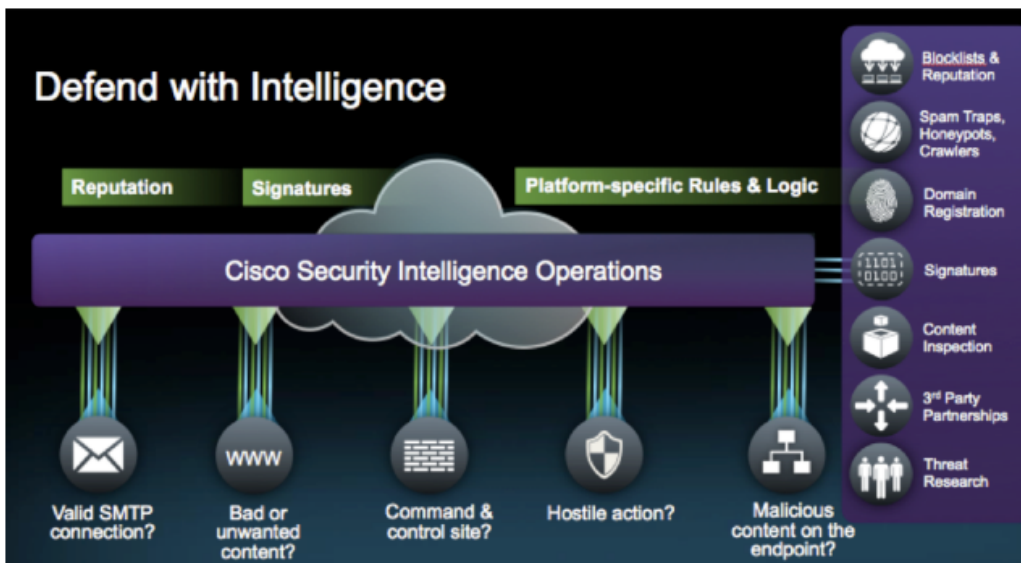 Defend with Intelligence
Reputation
Signatures
Platform-specific Rules & Logic
Cisco Security Intelligence Operations
WWW
Valid SMTP
connection?
Bad or
unwanted
content?
Command &
control site?
Hostile action?
Malicious
content on the
endpoint?
Blocklists &
Reputation
Spam Traps,
Honeypots,
Crawlers
Domain
Registration
1101
0100
Signatures
Content
Inspection
3rd Party
Partnerships
Threat
Research